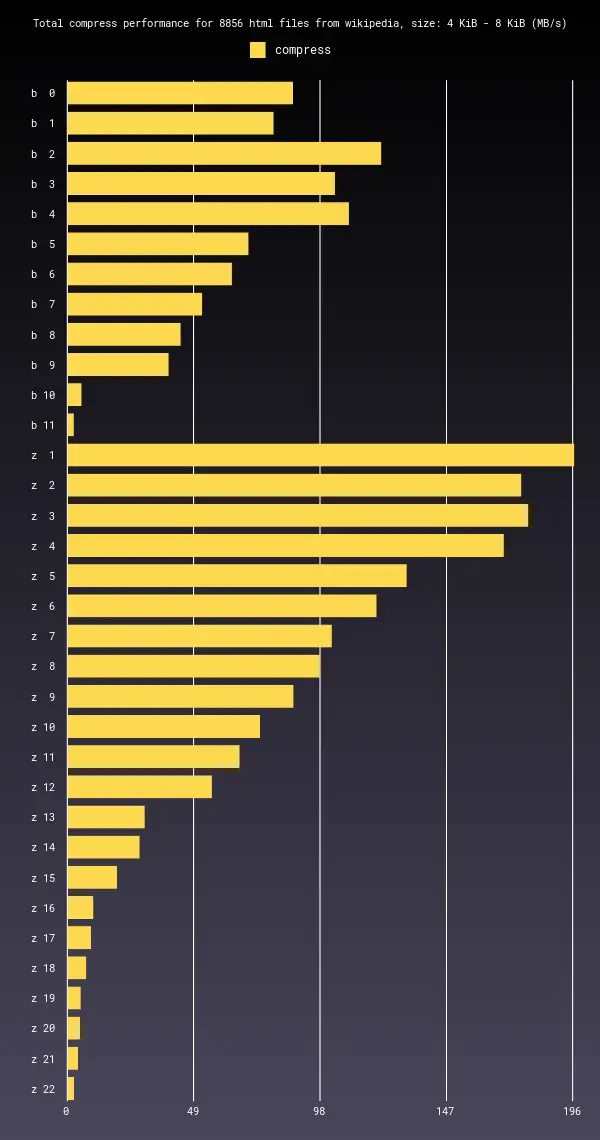 Total compress performance for 8856 html files from wikipedia, size: 4 KiB - 8 KiB (MB/s)
compress
b  0
b  1
b  2
b  3
b  4
b  5
b  6
b  7
b  8
b  9
b 10
b 11
z  1
z  2
z  3
z  4
z  5
z  6
z  7
z  8
z  9
z 10
z 11
z 12
z 13
z 14
z 15
z 16
z 17
z 18
z 19
z 20
z 21
z 22
0 49 98 147 196